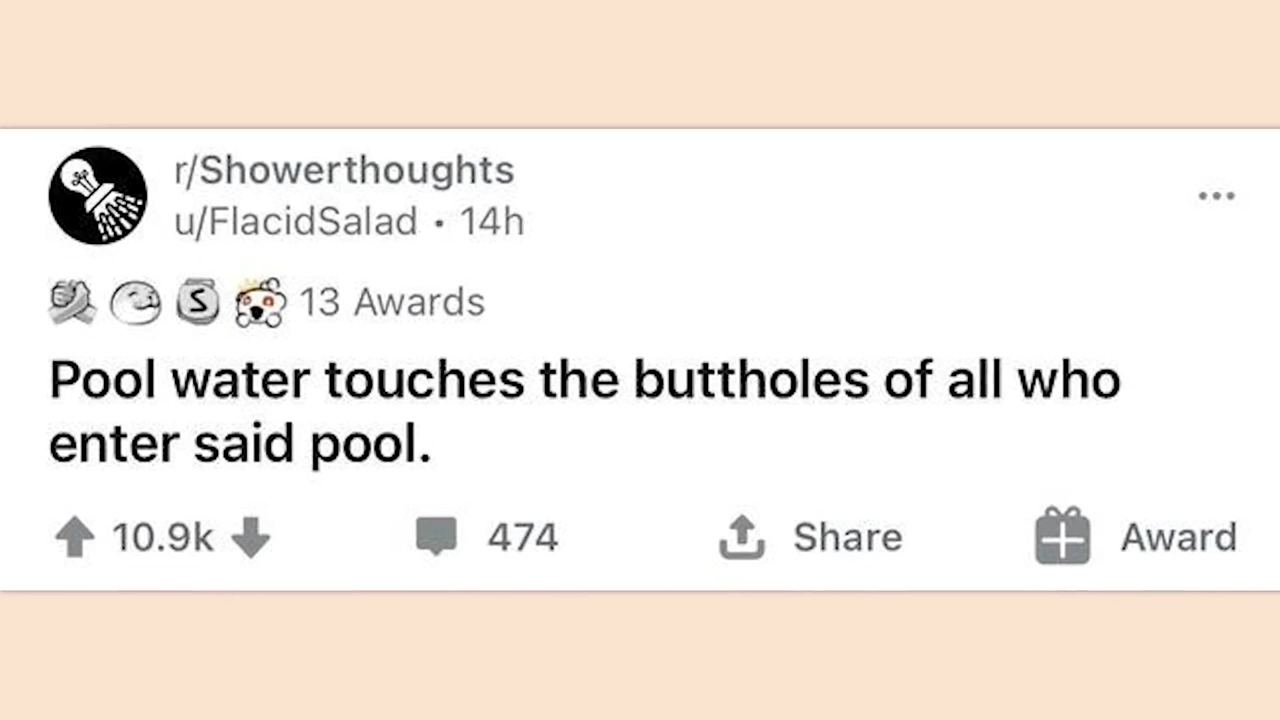 r/Showerthoughts
u/FlacidSalad • 14h
S 13 Awards
Pool water touches the buttholes of all who
enter said pool.
10.9k 474 Share Award